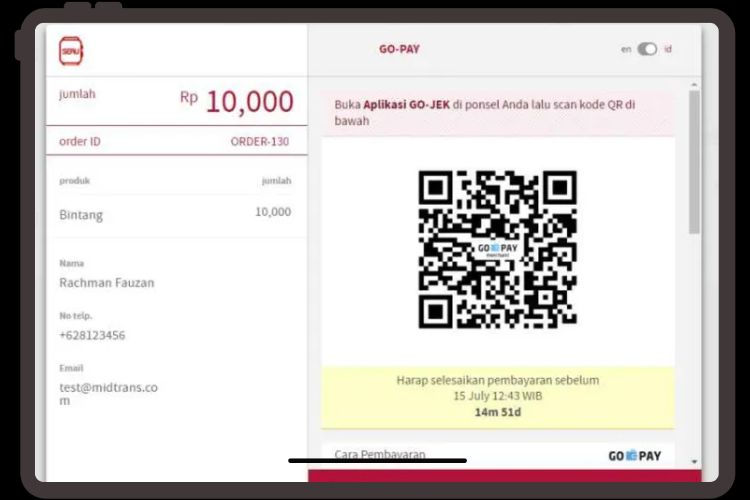 SERU
GO-PAY
en id
jumlah
Rp 10,000
order ID ORDER-130
produk jumlah
Bintang 10,000
Nama
Rachman Fauzan
No telp.
+628123456
Email
test@midtrans.co
m
Buka Aplikasi GO-JEK di ponsel Anda lalu scan kode QR di
bawah
GO PAY
Harap selesaikan pembayaran sebelum
15 July 12:43 WIB
14m 51d
Cara Pembayaran GO PAY